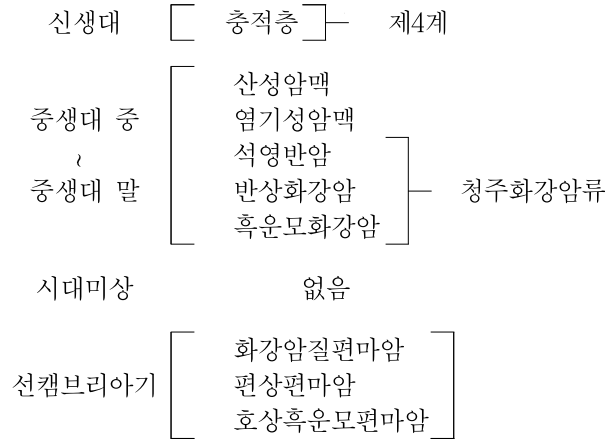 신생대 충적층 제4계
산성암맥
중생대 중 염기성암맥
~ 석영반암
중생대 말 반상화강암 청주화강암류
흑운모화강암
시대미상 없음
화강암질편마암
선캠브리아기 편상편마암
호상흑운모편마암